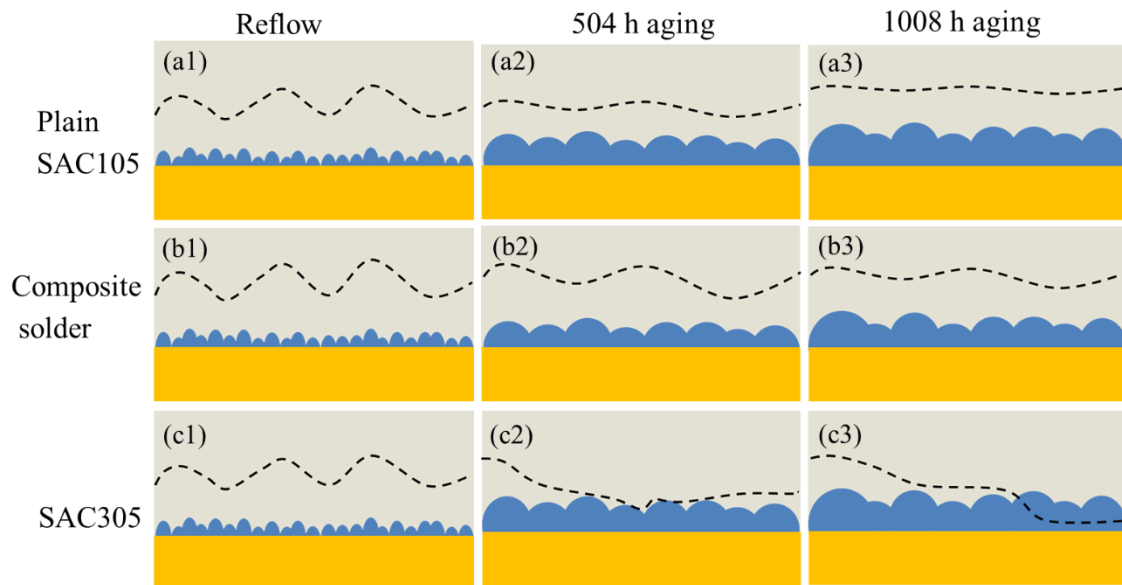 Reflow 504 h aging 1008 h aging
(a1) (a2) (a3)
Plain
SAC105
(b1) (b2) (b3)
Composite
solder
(c1) (c2) (c3)
SAC305